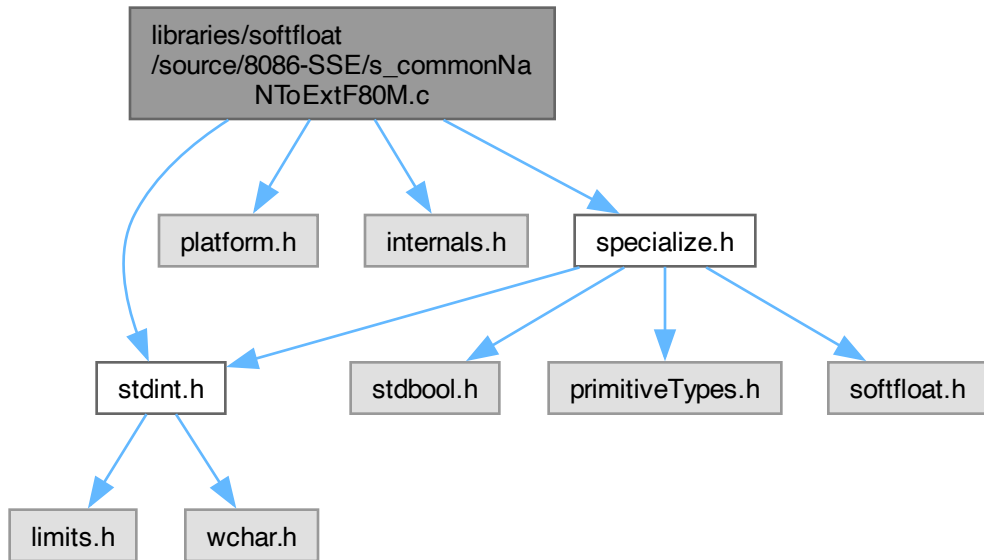 libraries/softfloat
/source/8086-SSE/s_commonNa
NToExtF80M.c
platform.h
internals.h
specialize.h
stdint.h
stdbool.h
primitiveTypes.h
softfloat.h
limits.h
wchar.h